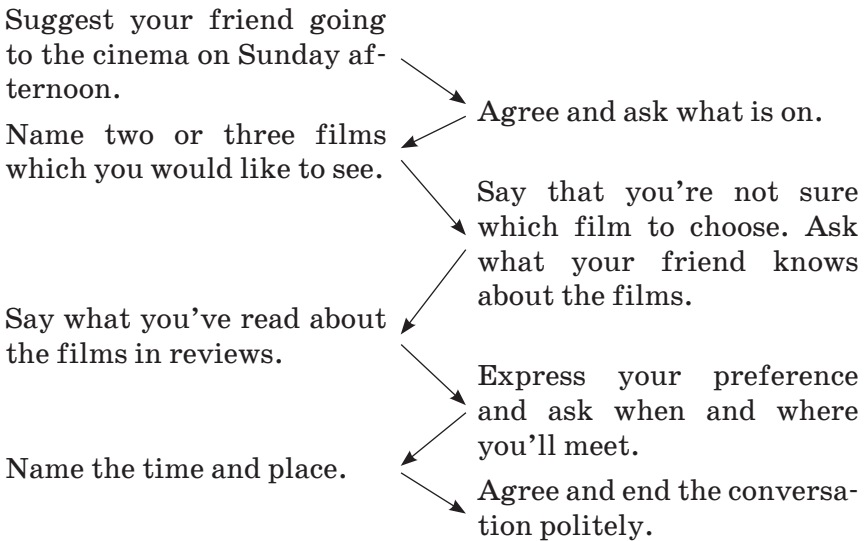 Suggest your friend going
to the cinema on Sunday af-
ternoon.
Agree and ask what is on.
Name two or three films
which you would like to see.
Say that you’re not sure
which film to choose. Ask
what your friend knows
about the films.
Say what you’ve read about
the films in reviews.
Express your preference
and ask when and where
you’ll meet.
Name the time and place.
Agree and end the conversa-
tion politely.